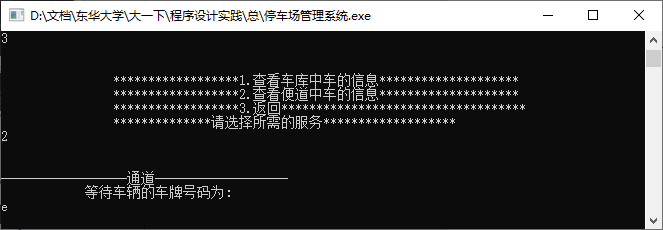 D:\文档\东华大学\大一下\程序设计实践\总\停车场管理系统.exe
3
******************1.查看车库中车的信息********************
******************2.查看便道中车的信息********************
******************3.返回***********************************
**************请选择所需的服务*******************
2
——————————通道——————————
等待车辆的车牌号码为:
e